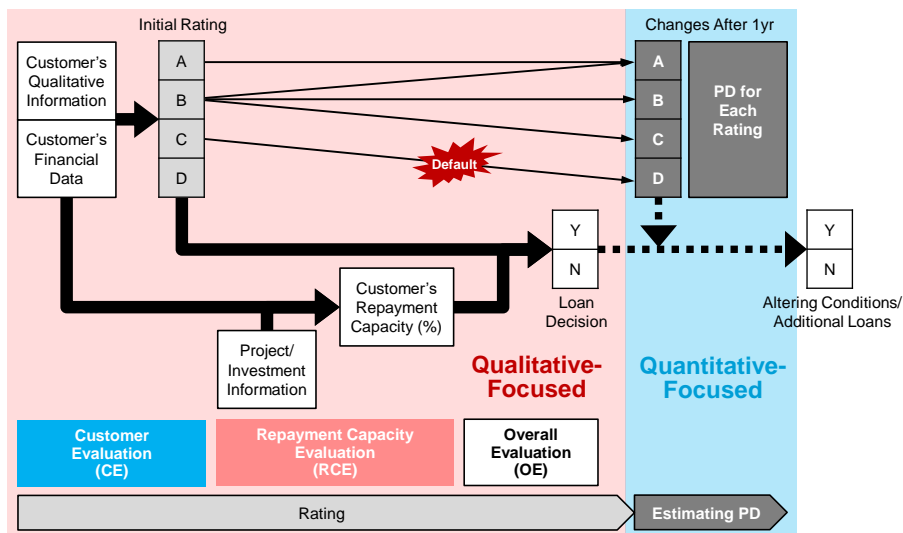 Initial Rating
Changes After 1yr
Customer’s
Qualitative
Information
Customer’s
Financial
Data
A
B
C
D
Default
A
B
C
D
PD for
Each
Rating
Y
N
Loan
Decision
Y
N
Altering Conditions/
Additional Loans
Customer’s
Repayment
Capacity (%)
Project/
Investment
Information
Qualitative-
Focused
Quantitative-
Focused
Customer
Evaluation
(CE)
Repayment Capacity
Evaluation
(RCE)
Overall
Evaluation
(OE)
Rating
Estimating PD